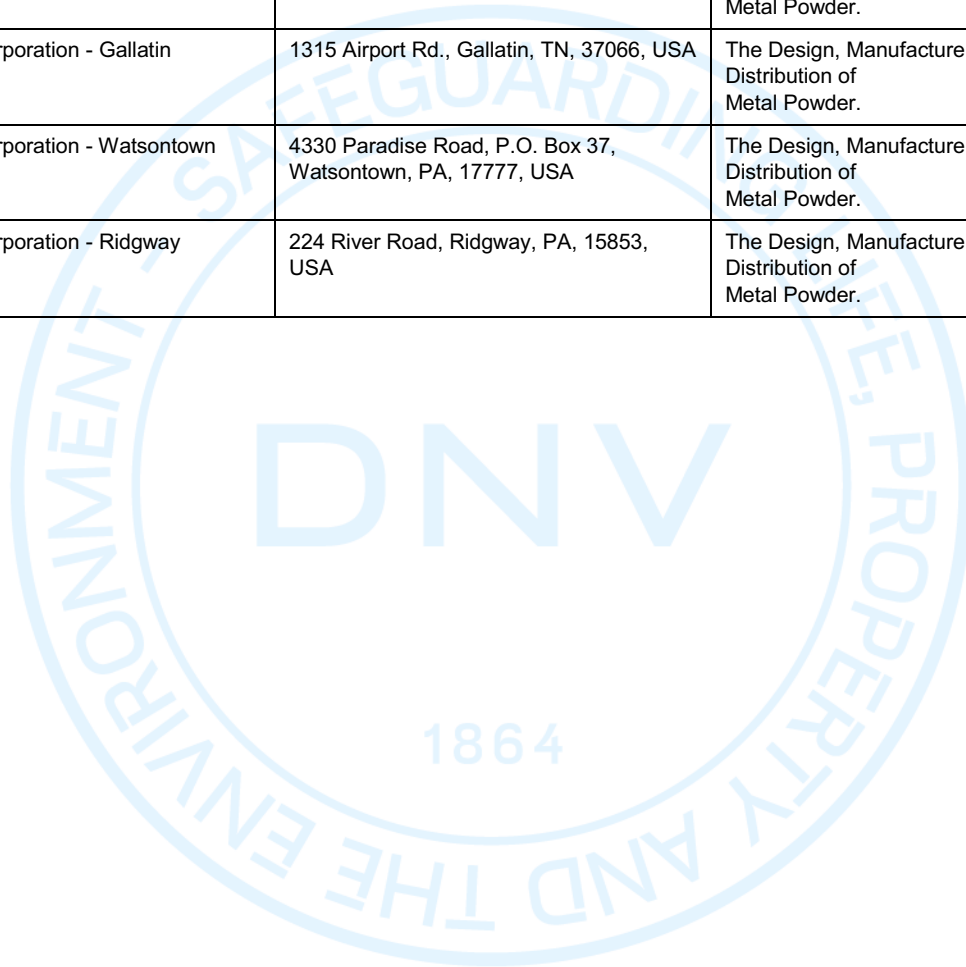 Metal Powder.
rporation - Gallatin
1315 Airport Rd., Gallatin, TN, 37066, USA
The Design, Manufacture
Distribution of
Metal Powder.
rporation - Watsontown
4330 Paradise Road, P.O. Box 37,
Watsontown, PA, 17777, USA
The Design, Manufacture
Distribution of
Metal Powder.
rporation - Ridgway
224 River Road, Ridgway, PA, 15853,
USA
The Design, Manufacture
Distribution of
Metal Powder.
SAFEGUARDING LIFE, PROPERTY AND THE ENVIRONMENT -
DNV
1864